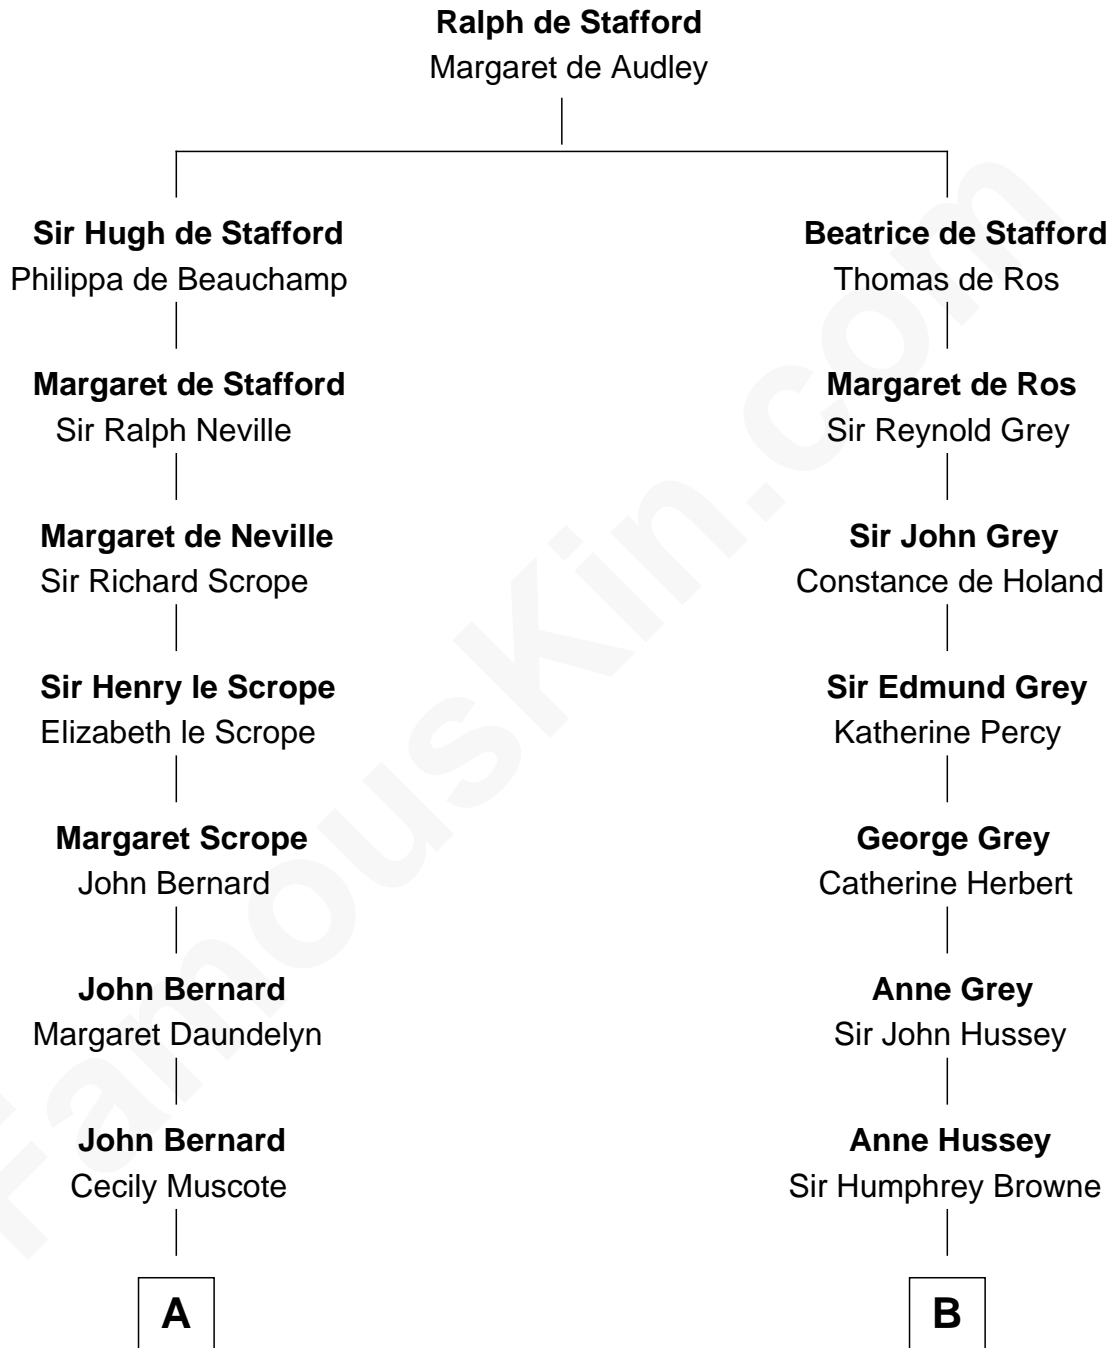 Ralph de Stafford
Margaret de Audley
Sir Hugh de Stafford
Philippa de Beauchamp
Beatrice de Stafford
Thomas de Ros
Margaret de Stafford
Sir Ralph Neville
Margaret de Ros
Sir Reynold Grey
Margaret de Neville
Sir Richard Scrope
Sir John Grey
Constance de Holand
Sir Henry le Scrope
Elizabeth le Scrope
Sir Edmund Grey
Katherine Percy
Margaret Scrope
John Bernard
George Grey
Catherine Herbert
John Bernard
Margaret Daundelyn
Anne Grey
Sir John Hussey
John Bernard
Cecily Muscote
Anne Hussey
Sir Humphrey Browne
A
B
FamousKin.com